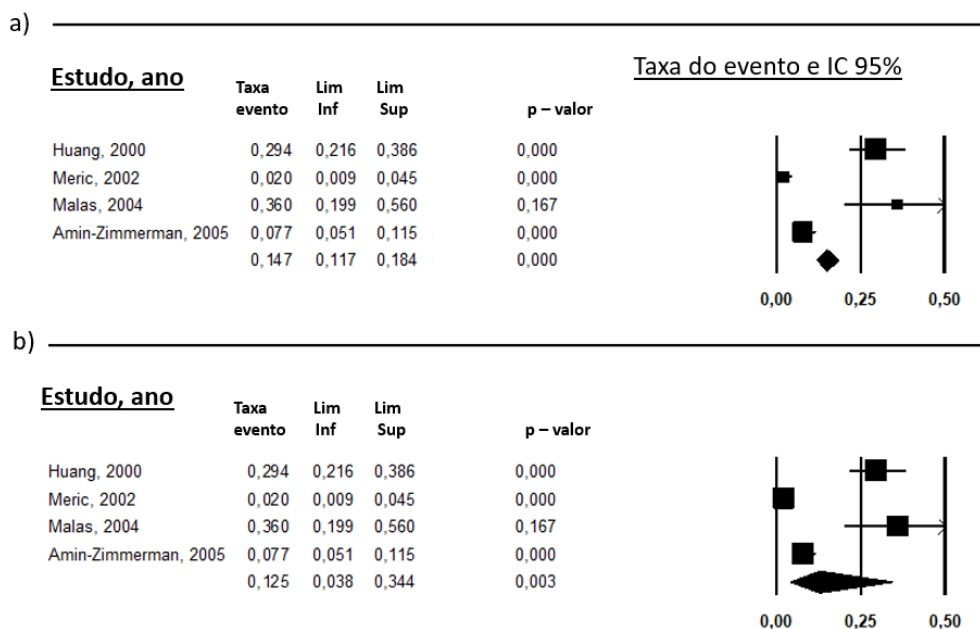 a)
Estudo, ano Taxa evento Lim Inf Lim Sup p – valor Taxa do evento e IC 95%
Huang, 2000 0,294 0,216 0,386 0,000
Meric, 2002 0,020 0,009 0,045 0,000
Malas, 2004 0,360 0,199 0,560 0,167
Amin-Zimmerman, 2005 0,077 0,051 0,115 0,000
0,147 0,117 0,184 0,000
0,00 0,25 0,50
b)
Estudo, ano Taxa evento Lim Inf Lim Sup p – valor
Huang, 2000 0,294 0,216 0,386 0,000
Meric, 2002 0,020 0,009 0,045 0,000
Malas, 2004 0,360 0,199 0,560 0,167
Amin-Zimmerman, 2005 0,077 0,051 0,115 0,000
0,125 0,038 0,344 0,003
0,00 0,25 0,50